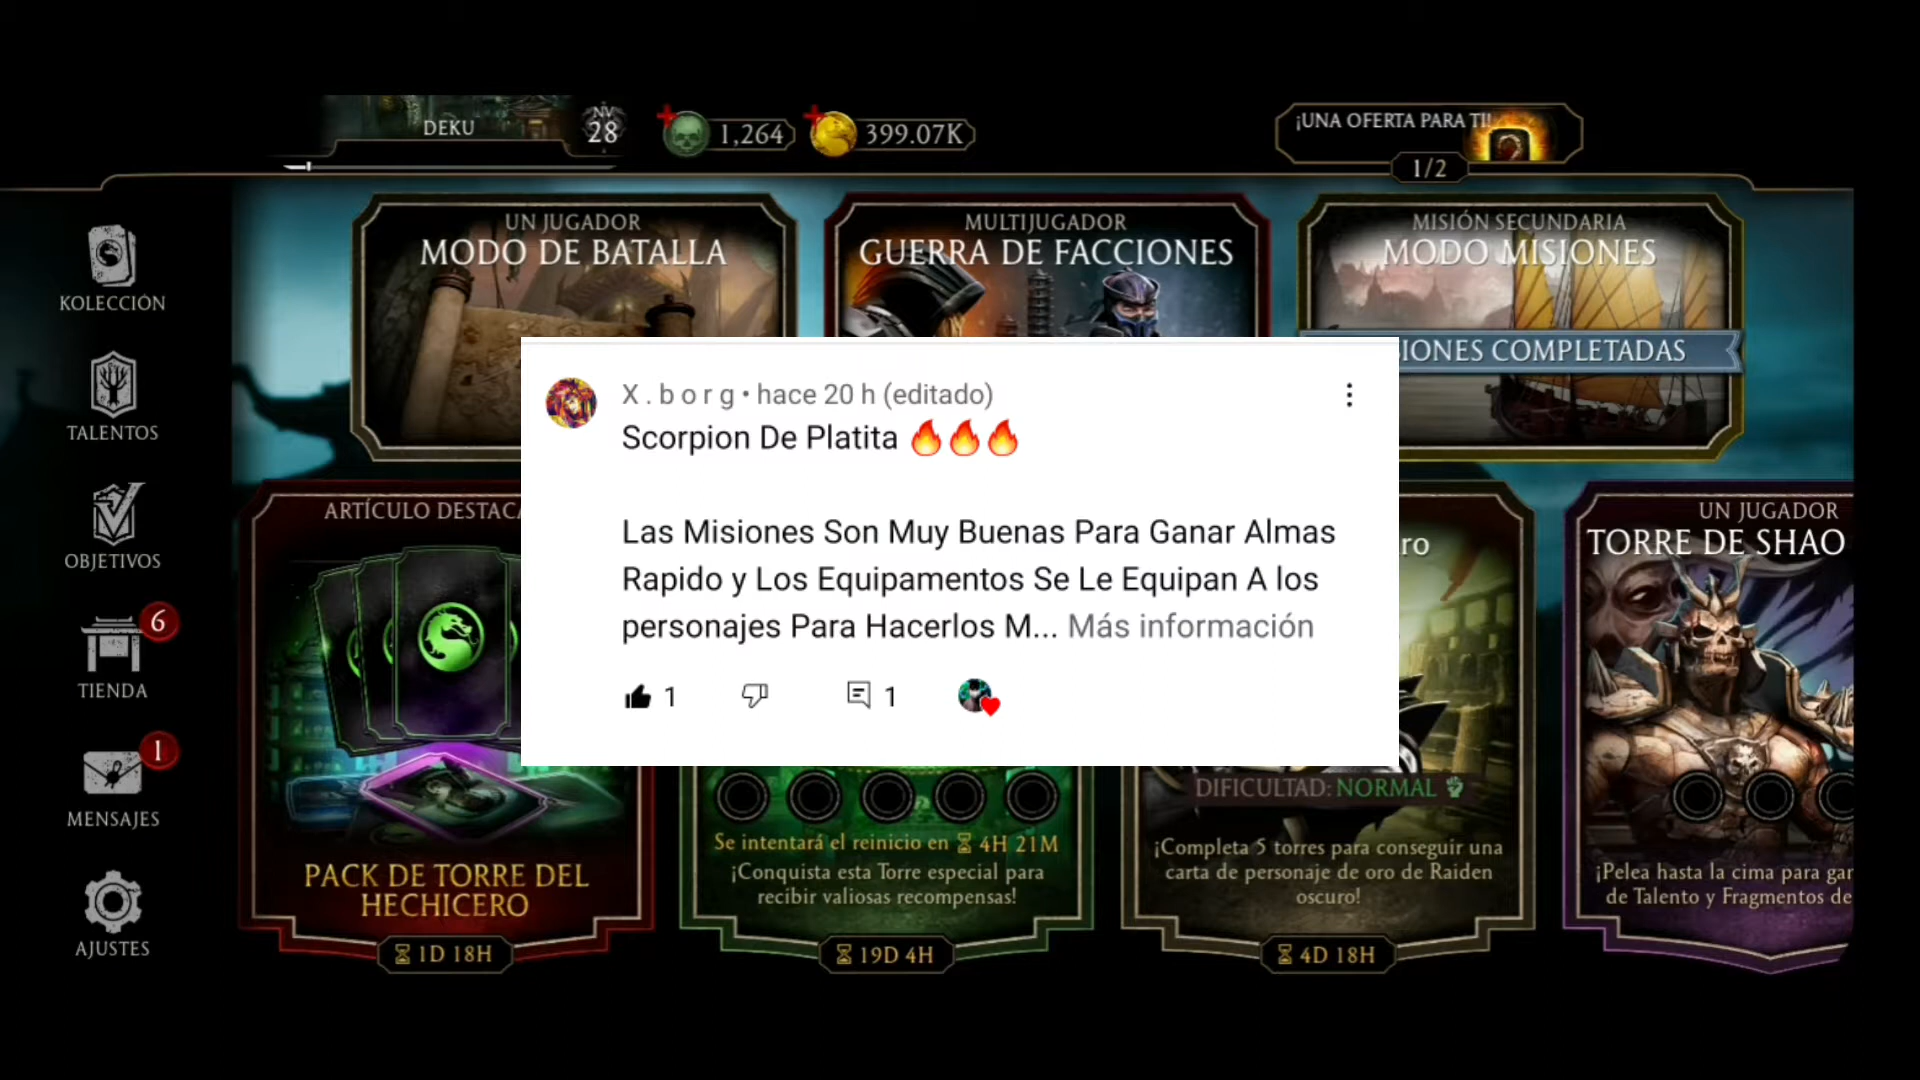 DEKU
NV
28
1,264
399.07K
¡UNA OFERTA PARA TI!
1/2
KOLECCIÓN
TALENTOS
OBJETIVOS
6
TIENDA
1
MENSAJES
AJUSTES
UN JUGADOR
MODO DE BATALLA
MULTIJUGADOR
GUERRA DE FACCIONES
MISIÓN SECUNDARIA
MODO MISIONES
IONES COMPLETADAS
X . b o r g • hace 20 h (editado)
Scorpion De Platita 🔥🔥🔥
Las Misiones Son Muy Buenas Para Ganar Almas
Rapido y Los Equipamentos Se Le Equipan A los
personajes Para Hacerlos M... Más información
1
1
ARTÍCULO DESTACA
PACK DE TORRE DEL
HECHICERO
1D 18H
Se intentará el reinicio en 4H 21M
¡Conquista esta Torre especial para
recibir valiosas recompensas!
19D 4H
ro
DIFICULTAD: NORMAL
¡Completa 5 torres para conseguir una
carta de personaje de oro de Raiden
oscuro!
4D 18H
UN JUGADOR
TORRE DE SHAO
¡Pelea hasta la cima para gar
de Talento y Fragmentos de